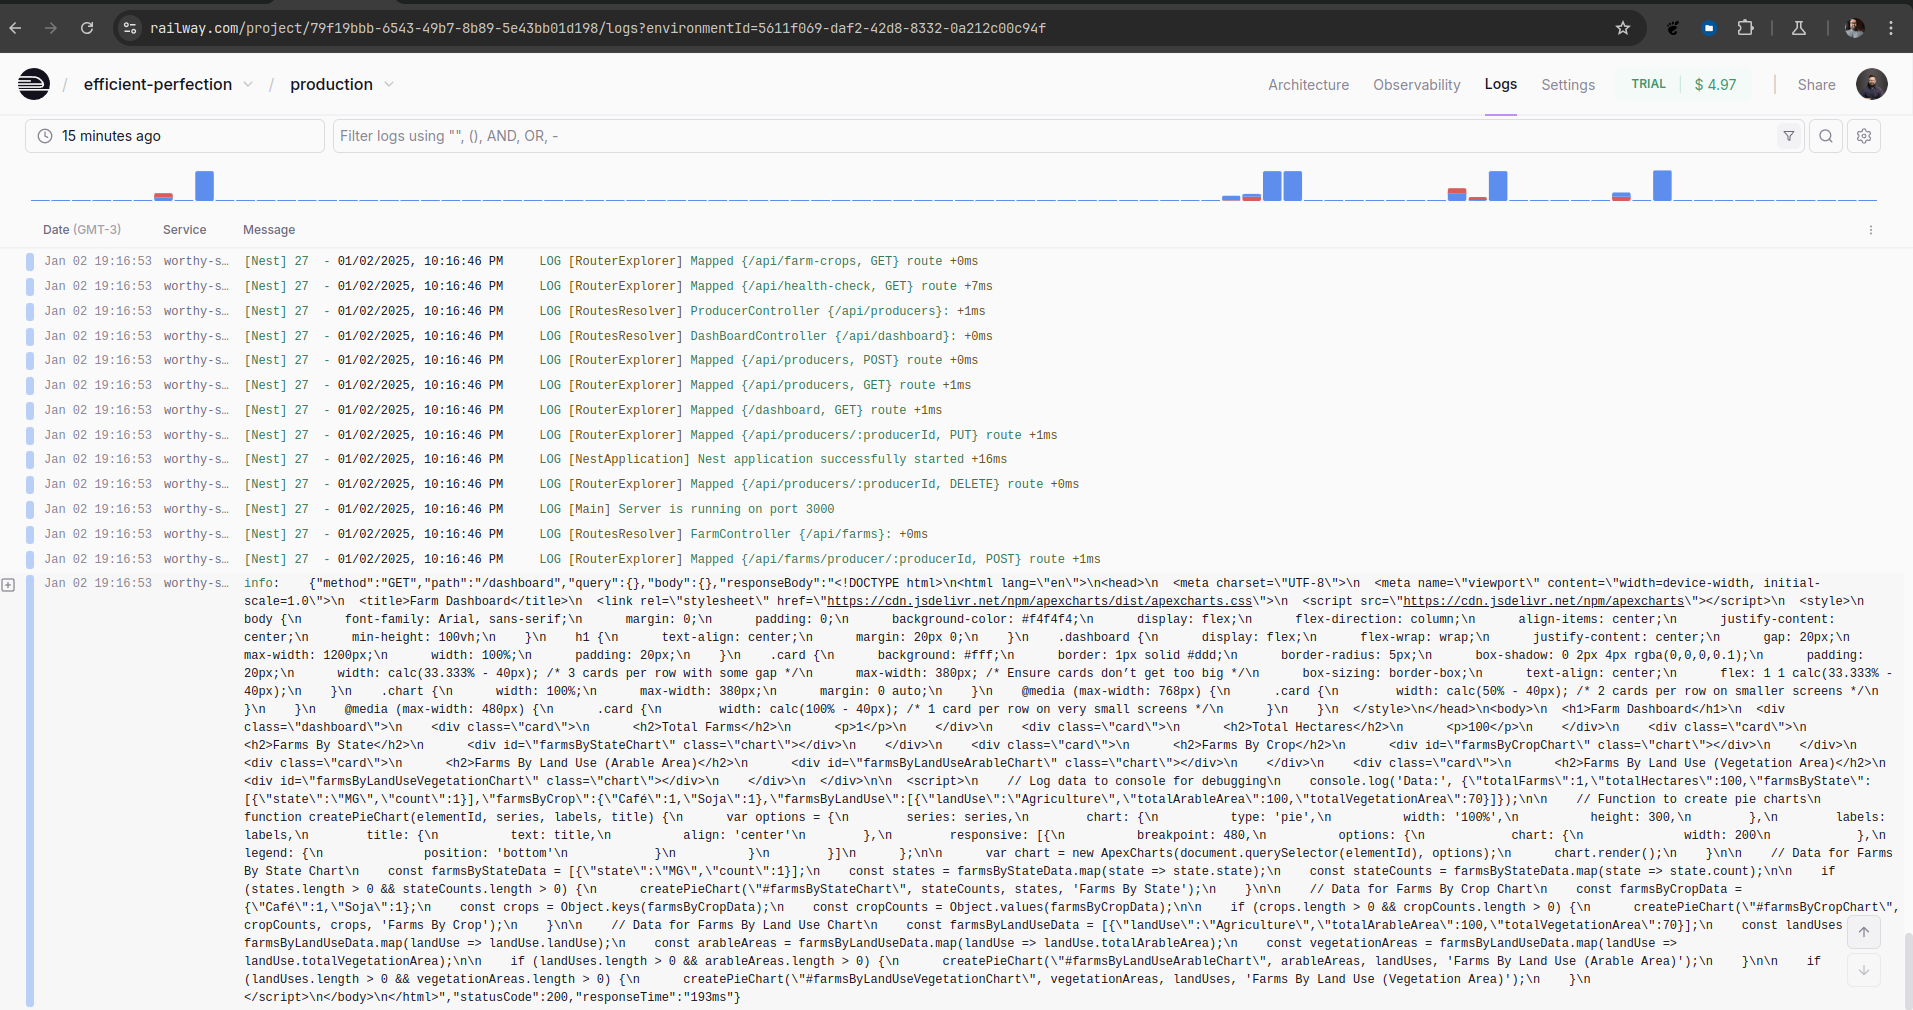 railway.com/project/79f19bbb-6543-49b7-8b89-5e43bb01d198/logs?environmentId=5611f069-daf2-42d8-8332-0a212c00c94f
/ efficient-perfection / production Architecture Observability Logs Settings TRIAL $ 4.97 Share
15 minutes ago Filter logs using "", (), AND, OR, -
Date (GMT-3) Service Message
Jan 02 19:16:53 worthy-s… [Nest] 27 - 01/02/2025, 10:16:46 PM LOG [RouterExplorer] Mapped {/api/farm-crops, GET} route +0ms
Jan 02 19:16:53 worthy-s… [Nest] 27 - 01/02/2025, 10:16:46 PM LOG [RouterExplorer] Mapped {/api/health-check, GET} route +7ms
Jan 02 19:16:53 worthy-s… [Nest] 27 - 01/02/2025, 10:16:46 PM LOG [RoutesResolver] ProducerController {/api/producers}: +1ms
Jan 02 19:16:53 worthy-s… [Nest] 27 - 01/02/2025, 10:16:46 PM LOG [RoutesResolver] DashBoardController {/api/dashboard}: +0ms
Jan 02 19:16:53 worthy-s… [Nest] 27 - 01/02/2025, 10:16:46 PM LOG [RouterExplorer] Mapped {/api/producers, POST} route +0ms
Jan 02 19:16:53 worthy-s… [Nest] 27 - 01/02/2025, 10:16:46 PM LOG [RouterExplorer] Mapped {/api/producers, GET} route +1ms
Jan 02 19:16:53 worthy-s… [Nest] 27 - 01/02/2025, 10:16:46 PM LOG [RouterExplorer] Mapped {/dashboard, GET} route +1ms
Jan 02 19:16:53 worthy-s… [Nest] 27 - 01/02/2025, 10:16:46 PM LOG [RouterExplorer] Mapped {/api/producers/:producerId, PUT} route +1ms
Jan 02 19:16:53 worthy-s… [Nest] 27 - 01/02/2025, 10:16:46 PM LOG [NestApplication] Nest application successfully started +16ms
Jan 02 19:16:53 worthy-s… [Nest] 27 - 01/02/2025, 10:16:46 PM LOG [RouterExplorer] Mapped {/api/producers/:producerId, DELETE} route +0ms
Jan 02 19:16:53 worthy-s… [Nest] 27 - 01/02/2025, 10:16:46 PM LOG [Main] Server is running on port 3000
Jan 02 19:16:53 worthy-s… [Nest] 27 - 01/02/2025, 10:16:46 PM LOG [RoutesResolver] FarmController {/api/farms}: +0ms
Jan 02 19:16:53 worthy-s… [Nest] 27 - 01/02/2025, 10:16:46 PM LOG [RouterExplorer] Mapped {/api/farms/producer/:producerId, POST} route +1ms
Jan 02 19:16:53 worthy-s… info: {"method":"GET","path":"/dashboard","query":{},"body":{},"responseBody":"<!DOCTYPE html>\n<html lang=\"en\">\n<head>\n <meta charset=\"UTF-8\">\n <meta name=\"viewport\" content=\"width=device-width, initial-
scale=1.0\">\n <title>Farm Dashboard</title>\n <link rel=\"stylesheet\" href=\"https://cdn.jsdelivr.net/npm/apexcharts/dist/apexcharts.css\">\n <script src=\"https://cdn.jsdelivr.net/npm/apexcharts\"></script>\n <style>\n
body {\n font-family: Arial, sans-serif;\n margin: 0;\n padding: 0;\n background-color: #f4f4f4;\n display: flex;\n flex-direction: column;\n align-items: center;\n justify-content:
center;\n min-height: 100vh;\n }\n h1 {\n text-align: center;\n margin: 20px 0;\n }\n .dashboard {\n display: flex;\n flex-wrap: wrap;\n justify-content: center;\n gap: 20px;\n
max-width: 1200px;\n width: 100%;\n padding: 20px;\n }\n .card {\n background: #fff;\n border: 1px solid #ddd;\n border-radius: 5px;\n box-shadow: 0 2px 4px rgba(0,0,0,0.1);\n padding:
20px;\n width: calc(33.333% - 40px); /* 3 cards per row with some gap */\n max-width: 380px; /* Ensure cards don’t get too big */\n box-sizing: border-box;\n text-align: center;\n flex: 1 1 calc(33.333% -
40px);\n }\n .chart {\n width: 100%;\n max-width: 380px;\n margin: 0 auto;\n }\n @media (max-width: 768px) {\n .card {\n width: calc(50% - 40px); /* 2 cards per row on smaller screens */\n
}\n }\n @media (max-width: 480px) {\n .card {\n width: calc(100% - 40px); /* 1 card per row on very small screens */\n }\n }\n </style>\n</head>\n<body>\n <h1>Farm Dashboard</h1>\n <div
class=\"dashboard\">\n <div class=\"card\">\n <h2>Total Farms</h2>\n <p>1</p>\n </div>\n <div class=\"card\">\n <h2>Total Hectares</h2>\n <p>100</p>\n </div>\n <div class=\"card\">\n
<h2>Farms By State</h2>\n <div id=\"farmsByStateChart\" class=\"chart\"></div>\n </div>\n <div class=\"card\">\n <h2>Farms By Crop</h2>\n <div id=\"farmsByCropChart\" class=\"chart\"></div>\n </div>\n
<div class=\"card\">\n <h2>Farms By Land Use (Arable Area)</h2>\n <div id=\"farmsByLandUseArableChart\" class=\"chart\"></div>\n </div>\n <div class=\"card\">\n <h2>Farms By Land Use (Vegetation Area)</h2>\n
<div id=\"farmsByLandUseVegetationChart\" class=\"chart\"></div>\n </div>\n </div>\n\n <script>\n // Log data to console for debugging\n console.log('Data:', {\"totalFarms\":1,\"totalHectares\":100,\"farmsByState\":
[{\"state\":\"MG\",\"count\":1}],\"farmsByCrop\":{\"Café\":1,\"Soja\":1},\"farmsByLandUse\":[{\"landUse\":\"Agriculture\",\"totalArableArea\":100,\"totalVegetationArea\":70}]});\n\n // Function to create pie charts\n
function createPieChart(elementId, series, labels, title) {\n var options = {\n series: series,\n chart: {\n type: 'pie',\n width: '100%',\n height: 300,\n },\n labels:
labels,\n title: {\n text: title,\n align: 'center'\n },\n responsive: [{\n breakpoint: 480,\n options: {\n chart: {\n width: 200\n },\n
legend: {\n position: 'bottom'\n }\n }\n }]\n };\n\n var chart = new ApexCharts(document.querySelector(elementId), options);\n chart.render();\n }\n\n // Data for Farms
By State Chart\n const farmsByStateData = [{\"state\":\"MG\",\"count\":1}];\n const states = farmsByStateData.map(state => state.state);\n const stateCounts = farmsByStateData.map(state => state.count);\n\n if
(states.length > 0 && stateCounts.length > 0) {\n createPieChart(\"#farmsByStateChart\", stateCounts, states, 'Farms By State');\n }\n\n // Data for Farms By Crop Chart\n const farmsByCropData =
{\"Café\":1,\"Soja\":1};\n const crops = Object.keys(farmsByCropData);\n const cropCounts = Object.values(farmsByCropData);\n\n if (crops.length > 0 && cropCounts.length > 0) {\n createPieChart(\"#farmsByCropChart\",
cropCounts, crops, 'Farms By Crop');\n }\n\n // Data for Farms By Land Use Chart\n const farmsByLandUseData = [{\"landUse\":\"Agriculture\",\"totalArableArea\":100,\"totalVegetationArea\":70}];\n const landUses
farmsByLandUseData.map(landUse => landUse.landUse);\n const arableAreas = farmsByLandUseData.map(landUse => landUse.totalArableArea);\n const vegetationAreas = farmsByLandUseData.map(landUse =>
landUse.totalVegetationArea);\n\n if (landUses.length > 0 && arableAreas.length > 0) {\n createPieChart(\"#farmsByLandUseArableChart\", arableAreas, landUses, 'Farms By Land Use (Arable Area)');\n }\n\n if
(landUses.length > 0 && vegetationAreas.length > 0) {\n createPieChart(\"#farmsByLandUseVegetationChart\", vegetationAreas, landUses, 'Farms By Land Use (Vegetation Area)');\n }\n
</script>\n</body>\n</html>","statusCode":200,"responseTime":"193ms"}